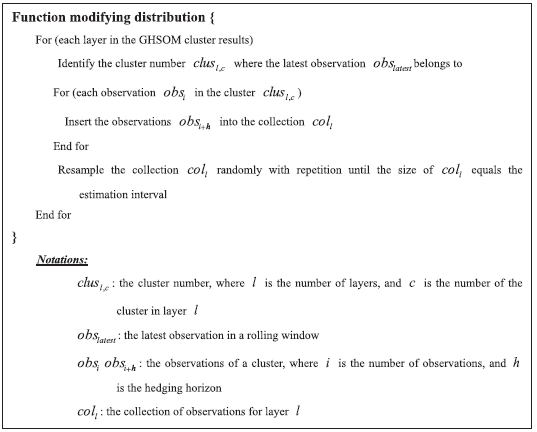 Function modifying distribution {
For (each layer in the GHSOM cluster results)
Identify the cluster number clus_{l,c} where the latest observation obs_{latest} belongs to
For (each observation obs_i in the cluster clus_{l,c})
Insert the observations obs_{i+h} into the collection col_l
End for
Resample the collection col_l randomly with repetition until the size of col_l equals the
estimation interval
End for
}
Notations:
clus_{l,c} : the cluster number, where l is the number of layers, and c is the number of the
cluster in layer l
obs_{latest} : the latest observation in a rolling window
obs_i obs_{i+h} : the observations of a cluster, where i is the number of observations, and h
is the hedging horizon
col_l : the collection of observations for layer l